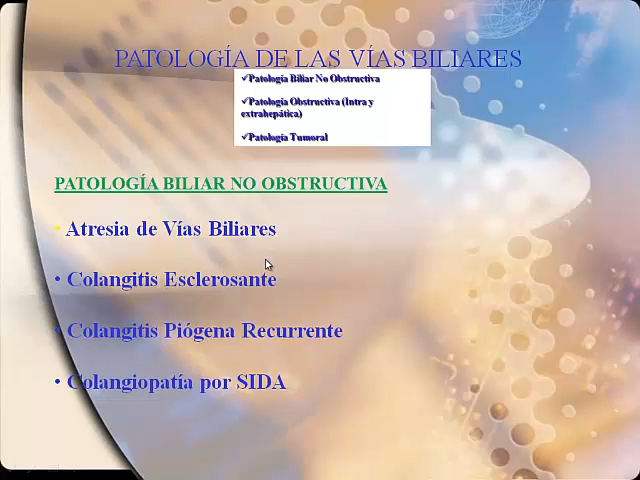 PATOLOGÍA DE LAS VÍAS BILIARES
✓Patología Biliar No Obstructiva
✓Patología Obstructiva (Intra y
extrahepática)
✓Patología Tumoral
PATOLOGÍA BILIAR NO OBSTRUCTIVA
• Atresia de Vías Biliares
• Colangitis Esclerosante
• Colangitis Piógena Recurrente
• Colangiopatía por SIDA